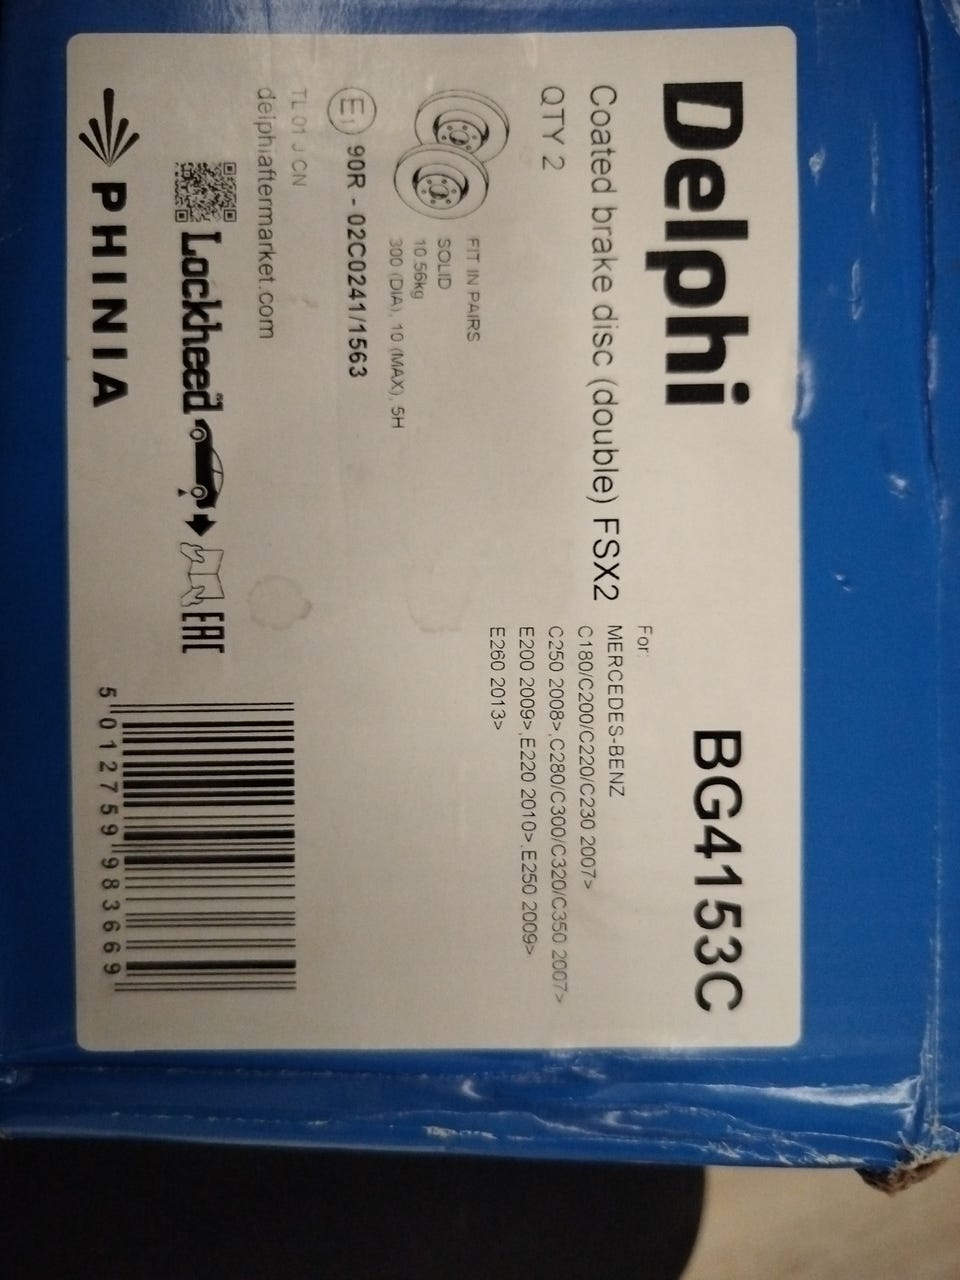 Delphi
BG4153C
Coated brake disc (double) FSX2
QTY 2
For:
MERCEDES-BENZ
C180/C200/C220/C230 2007>
C250 2008>,C280/C300/C320/C350 2007>
E200 2009>,E220 2010>,E250 2009>
E260 2013>
FIT IN PAIRS
SOLID
10.56kg
300 (DIA), 10 (MAX), 5H
E1 90R - 02C0241/1563
TL 01 J CN
delphiaftermarket.com
Lockheed
EAC
PHINIA
5 012759 983669